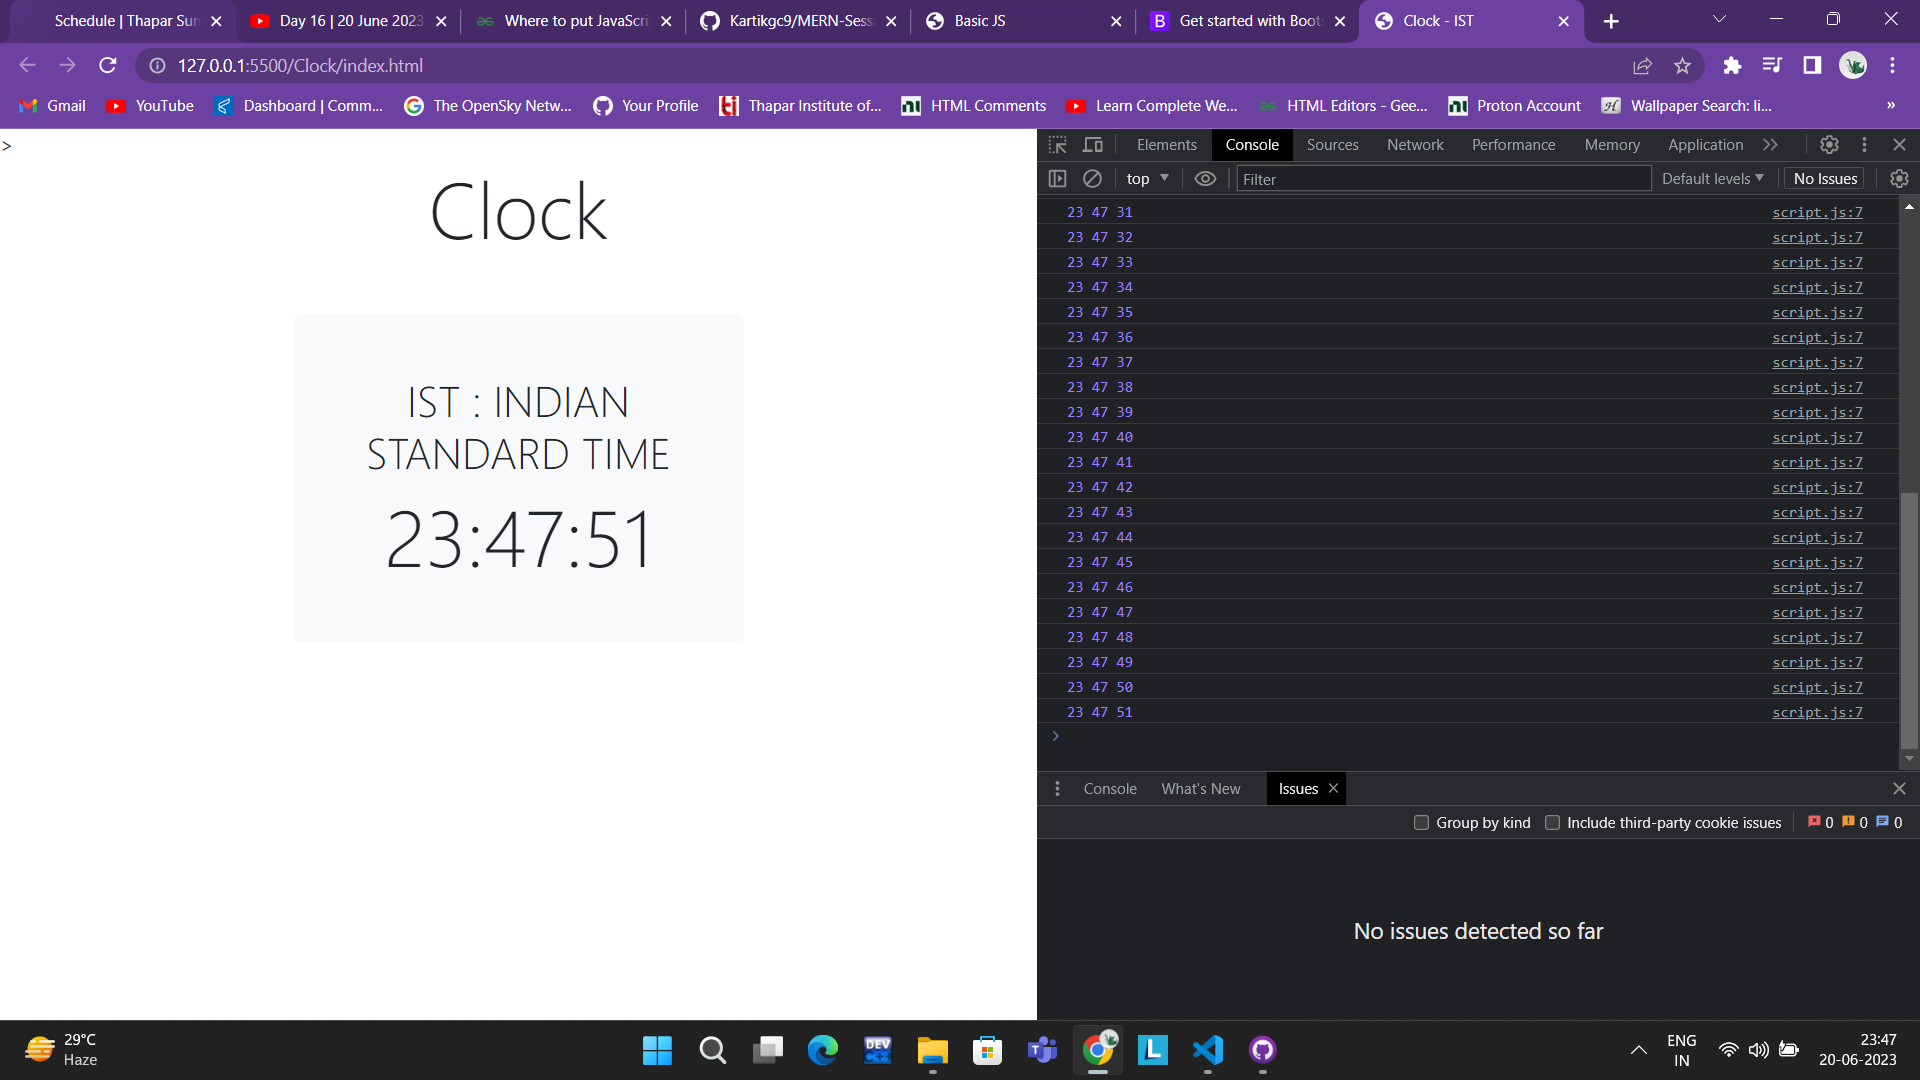 Schedule | Thapar Sum
Day 16 | 20 June 2023
Where to put JavaScri
Kartikgc9/MERN-Sess
Basic JS
Get started with Boots
Clock - IST
127.0.0.1:5500/Clock/index.html
Gmail
YouTube
Dashboard | Comm...
The OpenSky Netw...
Your Profile
Thapar Institute of...
HTML Comments
Learn Complete We...
HTML Editors - Gee...
Proton Account
Wallpaper Search: li...
»
>
Clock
IST : INDIAN
STANDARD TIME
23:47:51
Elements
Console
Sources
Network
Performance
Memory
Application
top
Filter
Default levels
No Issues
23 47 31 script.js:7
23 47 32 script.js:7
23 47 33 script.js:7
23 47 34 script.js:7
23 47 35 script.js:7
23 47 36 script.js:7
23 47 37 script.js:7
23 47 38 script.js:7
23 47 39 script.js:7
23 47 40 script.js:7
23 47 41 script.js:7
23 47 42 script.js:7
23 47 43 script.js:7
23 47 44 script.js:7
23 47 45 script.js:7
23 47 46 script.js:7
23 47 47 script.js:7
23 47 48 script.js:7
23 47 49 script.js:7
23 47 50 script.js:7
23 47 51 script.js:7
Console
What's New
Issues
Group by kind
Include third-party cookie issues
0
0
0
No issues detected so far
29°C
Haze
DEV
C++
L
ENG
IN
23:47
20-06-2023